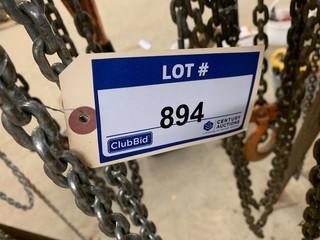 LOT #
894
ClubBid
CENTURY
AUCTIONS